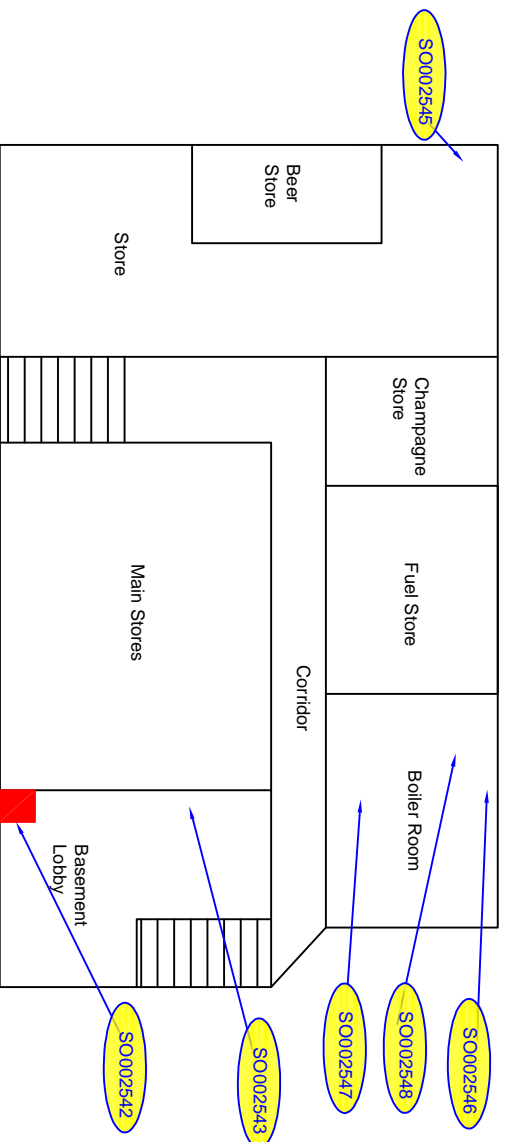 SO002545
Beer
Store
Store
Champagne
Store
Fuel Store
Main Stores
Corridor
Boiler Room
Basement
Lobby
SO002546
SO002548
SO002547
SO002543
SO002542